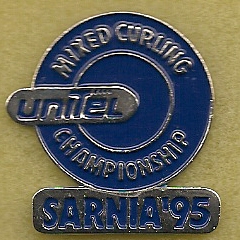 MIXED CURLING
UNITEL
CHAMPIONSHIP
SARNIA '95